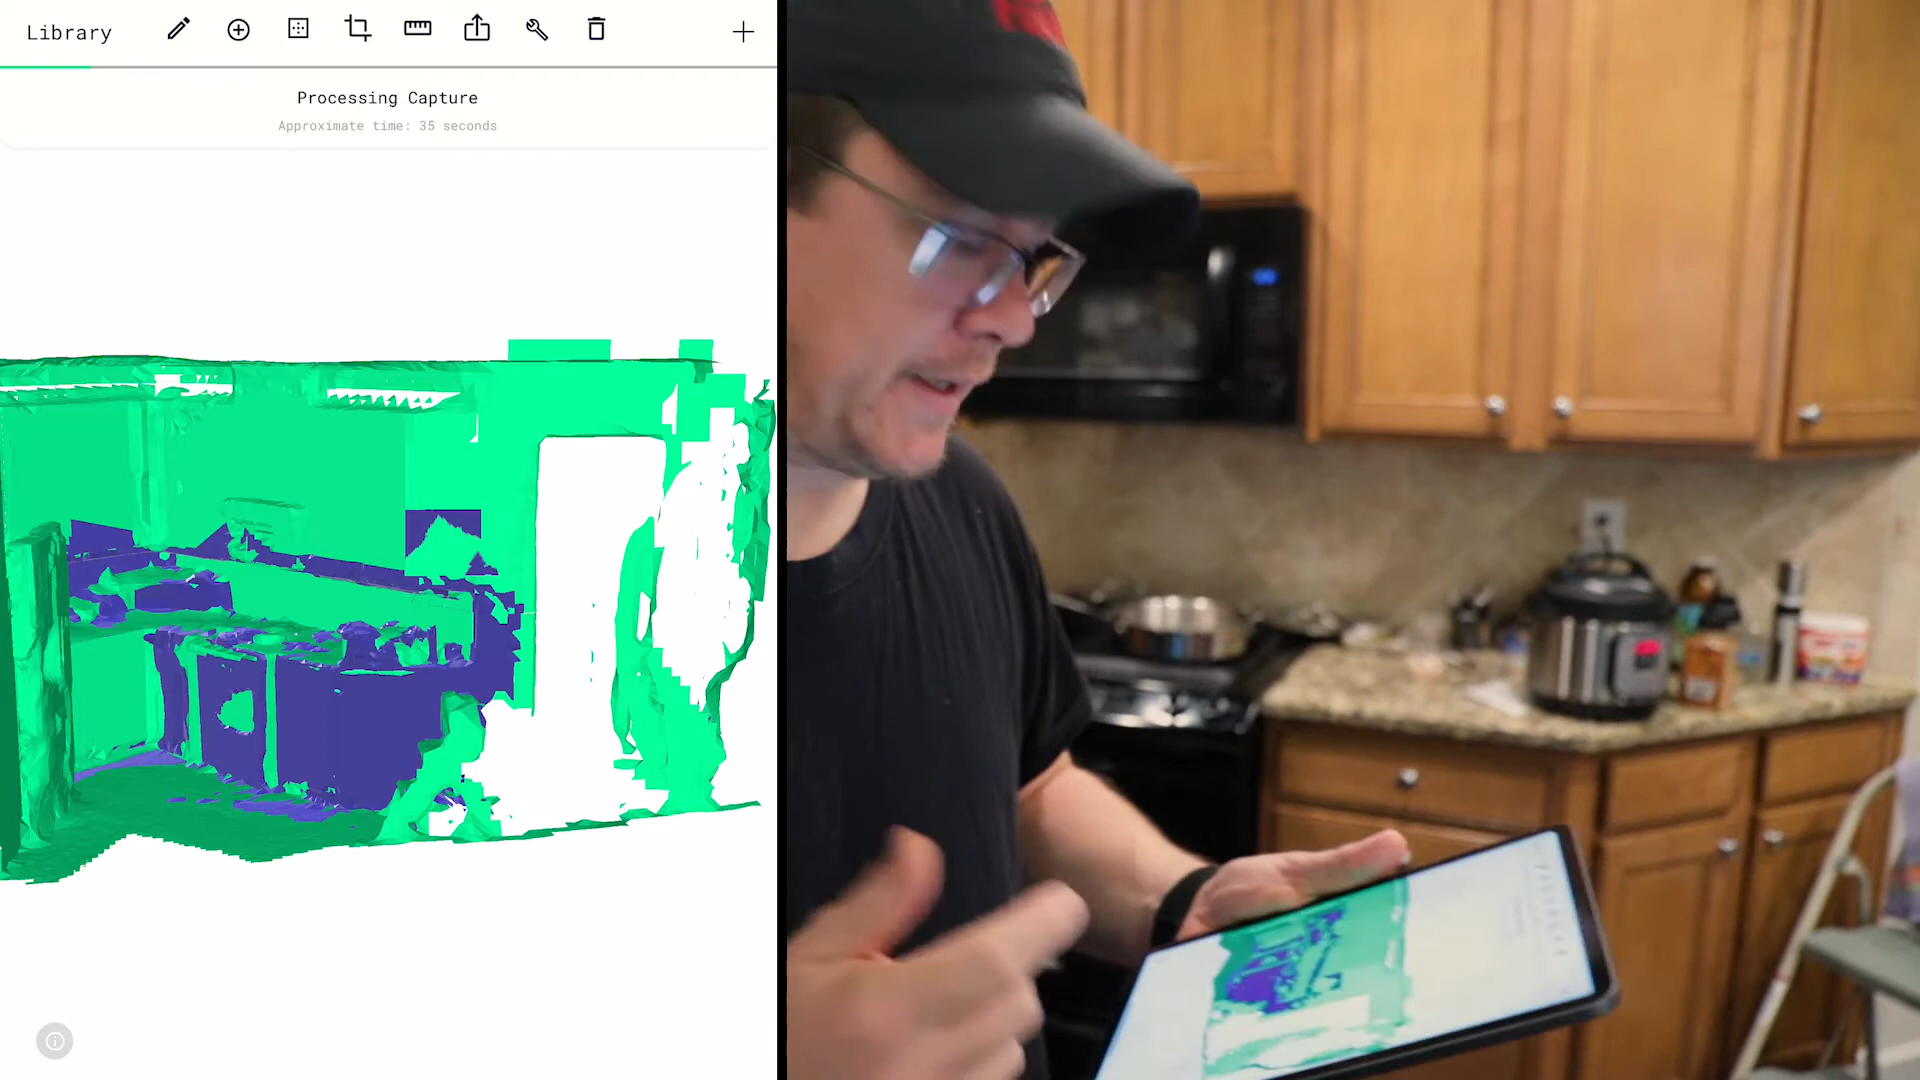 Library
Processing Capture
Approximate time: 35 seconds